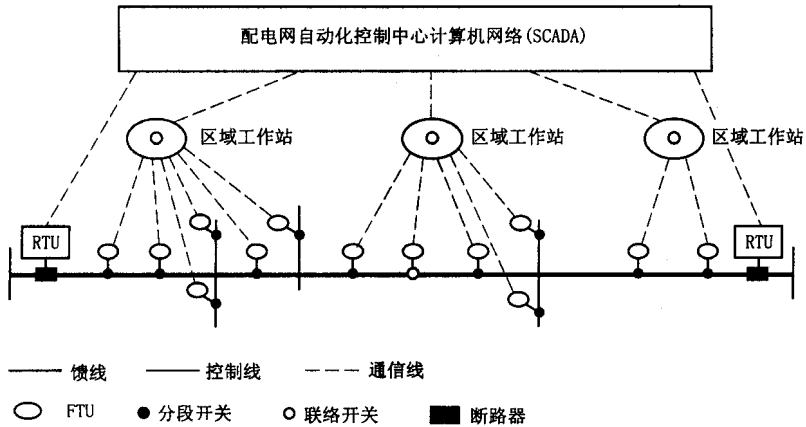 配电网自动化控制中心计算机网络(SCADA)
区域工作站
区域工作站
区域工作站
RTU
RTU
馈线
控制线
通信线
FTU
分段开关
联络开关
断路器